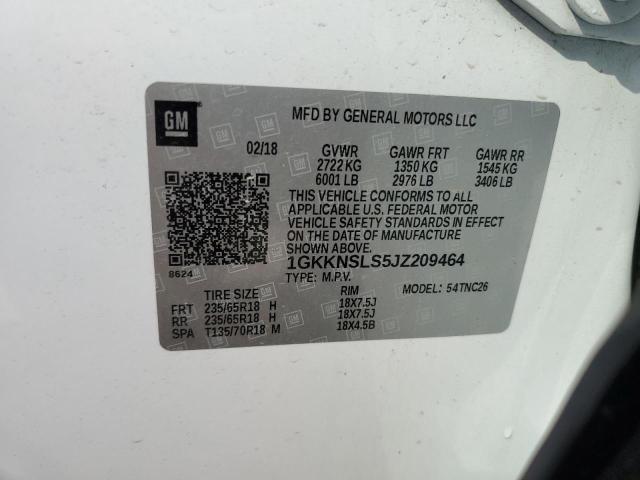 GM
MFD BY GENERAL MOTORS LLC
02/18 GVWR GAWR FRT GAWR RR
2722 KG 1350 KG 1545 KG
6001 LB 2976 LB 3406 LB
THIS VEHICLE CONFORMS TO ALL
APPLICABLE U.S. FEDERAL MOTOR
VEHICLE SAFETY STANDARDS IN EFFECT
ON THE DATE OF MANUFACTURE
SHOWN ABOVE.
8624
1GKKNSLS5JZ209464
TYPE: M.P.V. MODEL: 54TNC26
TIRE SIZE RIM
FRT 235/65R18 H 18X7.5J
RR 235/65R18 H 18X7.5J
SPA T135/70R18 M 18X4.5B